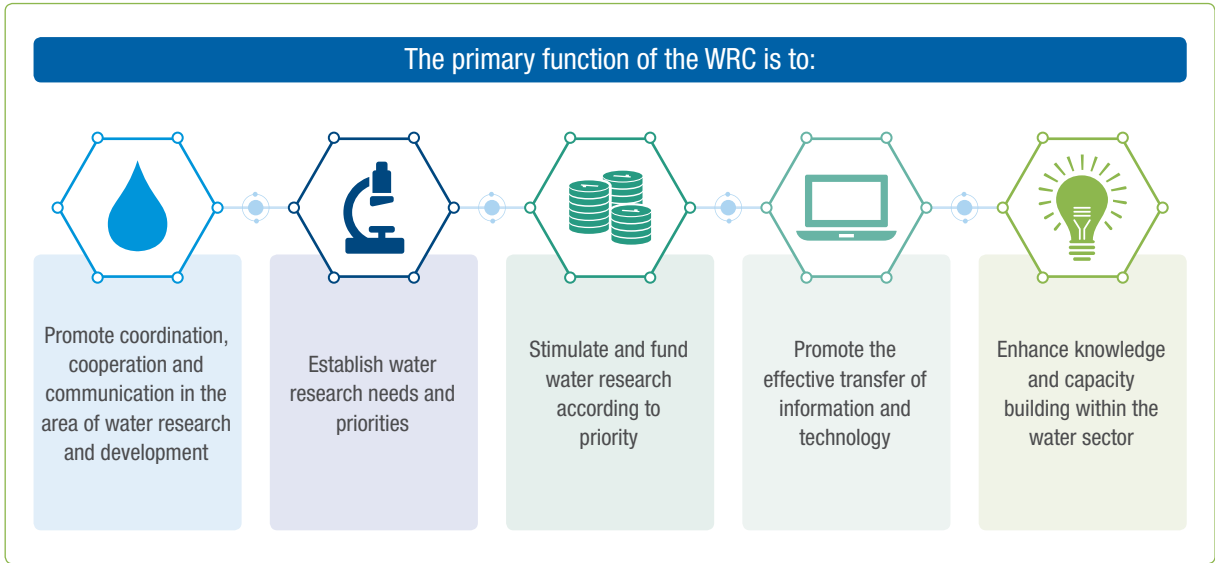 The primary function of the WRC is to:
Promote coordination,
cooperation and
communication in the
area of water research
and development
Establish water
research needs and
priorities
Stimulate and fund
water research
according to
priority
Promote the
effective transfer of
information and
technology
Enhance knowledge
and capacity
building within the
water sector